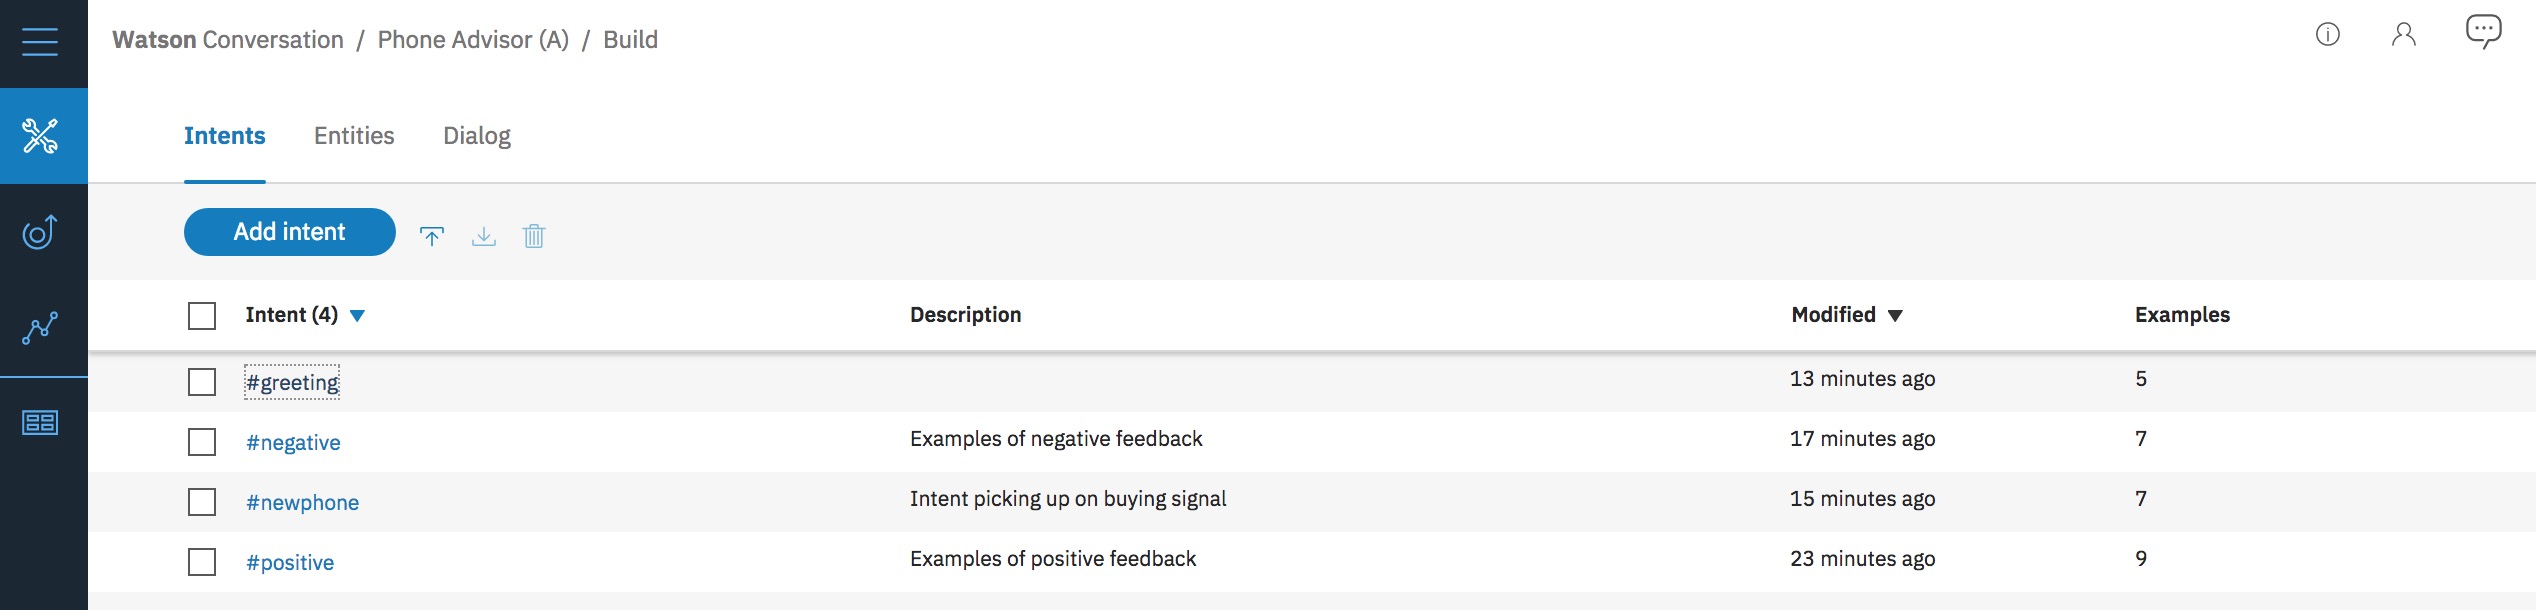 Watson Conversation / Phone Advisor (A) / Build
Intents Entities Dialog
Add intent
Intent (4) Description Modified Examples
#greeting 13 minutes ago 5
#negative Examples of negative feedback 17 minutes ago 7
#newphone Intent picking up on buying signal 15 minutes ago 7
#positive Examples of positive feedback 23 minutes ago 9